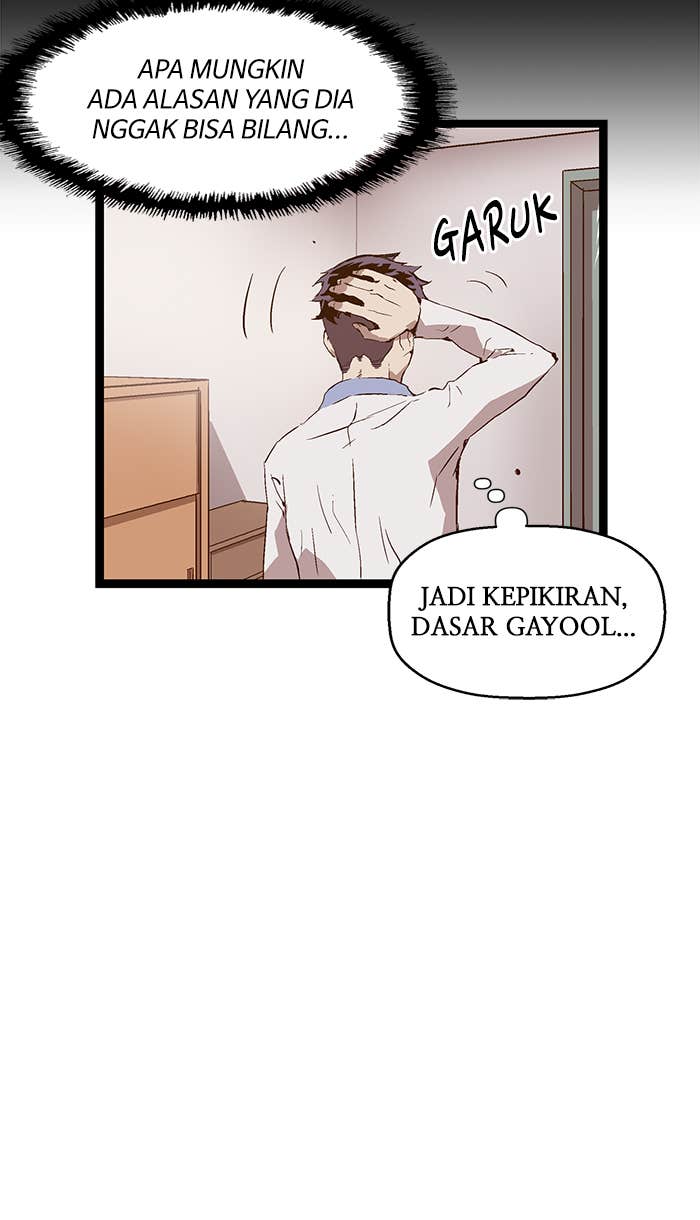 APA MUNGKIN
ADA ALASAN YANG DIA
NGGAK BISA BILANG...
GARUK
JADI KEPIKIRAN,
DASAR GAYOOL...